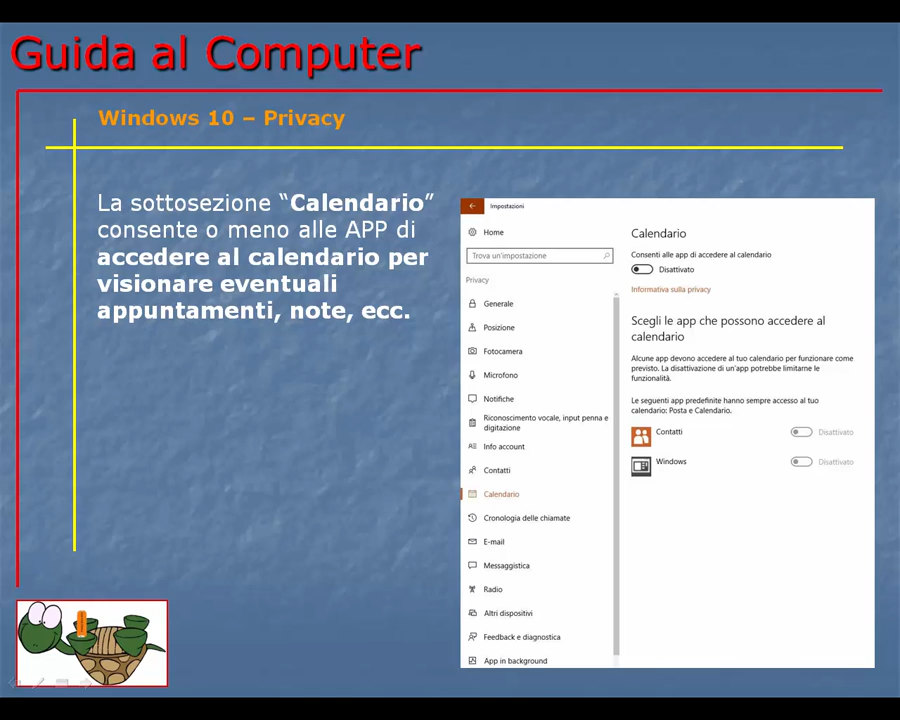 Guida al Computer
Windows 10 – Privacy
La sottosezione “Calendario”
consente o meno alle APP di
accedere al calendario per
visionare eventuali
appuntamenti, note, ecc.
Impostazioni
Home
Trova un'impostazione
Privacy
Generale
Posizione
Fotocamera
Microfono
Notifiche
Riconoscimento vocale, input penna e
digitazione
Info account
Contatti
Calendario
Cronologia delle chiamate
E-mail
Messaggistica
Radio
Altri dispositivi
Feedback e diagnostica
App in background
Calendario
Consenti alle app di accedere al calendario
Disattivato
Informativa sulla privacy
Scegli le app che possono accedere al
calendario
Alcune app devono accedere al tuo calendario per funzionare come
previsto. La disattivazione di un'app potrebbe limitarne le
funzionalità.
Le seguenti app predefinite hanno sempre accesso al tuo
calendario: Posta e Calendario.
Contatti Disattivato
Windows Disattivato